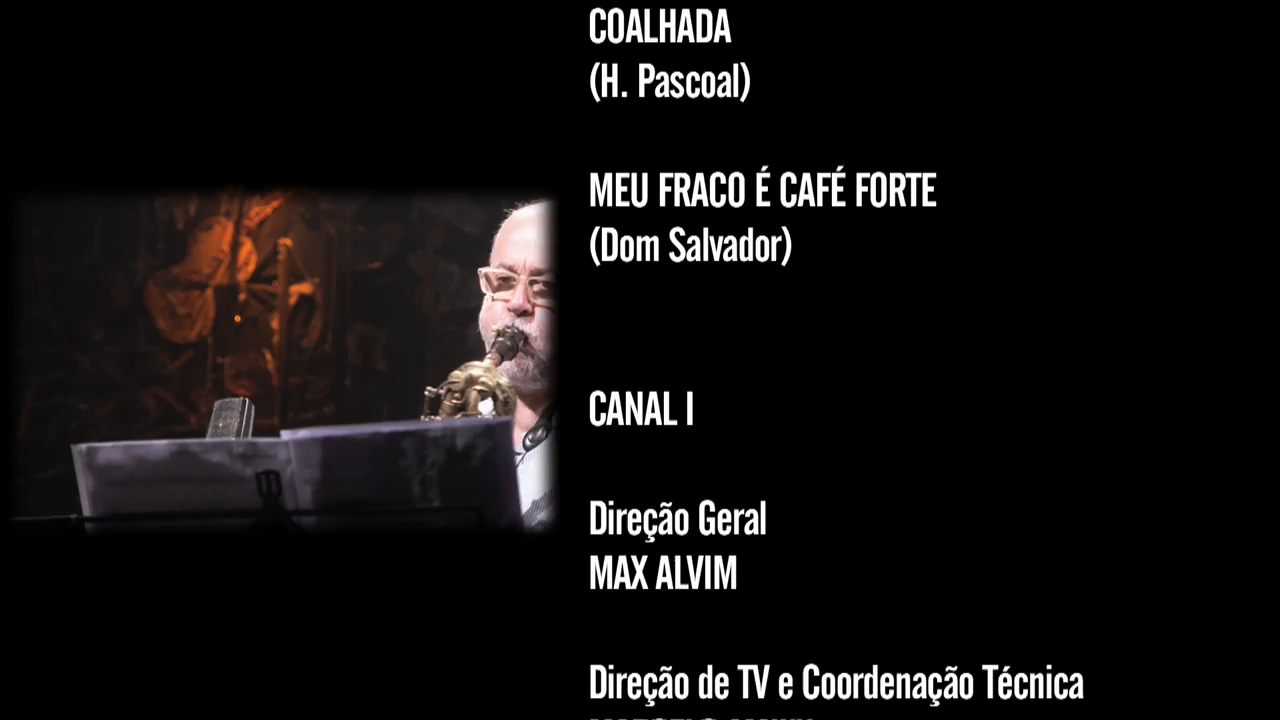 COALHADA
(H. Pascoal)
MEU FRACO É CAFÉ FORTE
(Dom Salvador)
CANAL I
Direção Geral
MAX ALVIM
Direção de TV e Coordenação Técnica